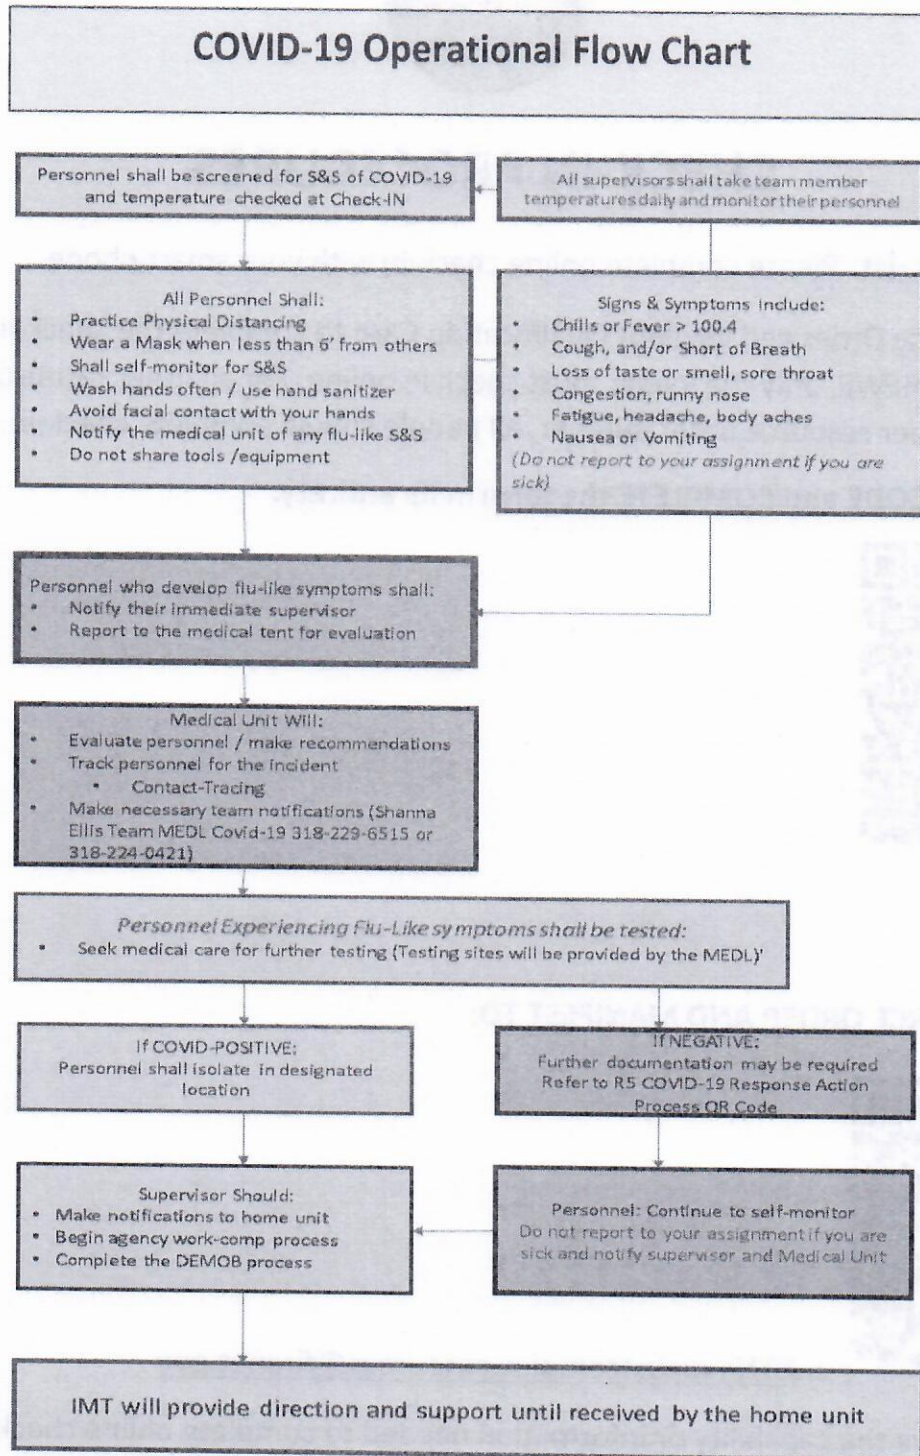 COVID-19 Operational Flow Chart
Personnel shall be screened for S&S of COVID-19
and temperature checked at Check-IN
All supervisors shall take team member
temperatures daily and monitor their personnel
All Personnel Shall:
• Practice Physical Distancing
• Wear a Mask when less than 6' from others
• Shall self-monitor for S&S
• Wash hands often / use hand sanitizer
• Avoid facial contact with your hands
• Notify the medical unit of any flu-like S&S
• Do not share tools /equipment
Signs & Symptoms Include:
• Chills or Fever > 100.4
• Cough, and/or Short of Breath
• Loss of taste or smell, sore throat
• Congestion, runny nose
• Fatigue, headache, body aches
• Nausea or Vomiting
(Do not report to your assignment if you are
sick)
Personnel who develop flu-like symptoms shall:
• Notify their immediate supervisor
• Report to the medical tent for evaluation
Medical Unit Will:
• Evaluate personnel / make recommendations
• Track personnel for the incident
• Contact-Tracing
• Make necessary team notifications (Shanna
Ellis Team MEDL Covid-19 318-229-6515 or
318-224-0421)
Personnel Experiencing Flu-Like symptoms shall be tested:
• Seek medical care for further testing (Testing sites will be provided by the MEDL)'
If COVID-POSITIVE:
Personnel shall isolate in designated
location
If NEGATIVE:
Further documentation may be required
Refer to R5 COVID-19 Response Action
Process QR Code
Supervisor Should:
• Make notifications to home unit
• Begin agency work-comp process
• Complete the DEMOB process
Personnel: Continue to self-monitor
Do not report to your assignment if you are
sick and notify supervisor and Medical Unit
IMT will provide direction and support until received by the home unit